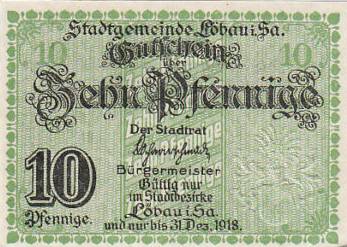 Stadtgemeinde Löbau i. Sa.
10 Gutschein 10
über
Zehn Pfennige
Der Stadtrat
Bürgermeister
10 Gültig nur
im Stadtbezirke
Pfennige. Löbau i. Sa.
und nur bis 31. Dez. 1918.